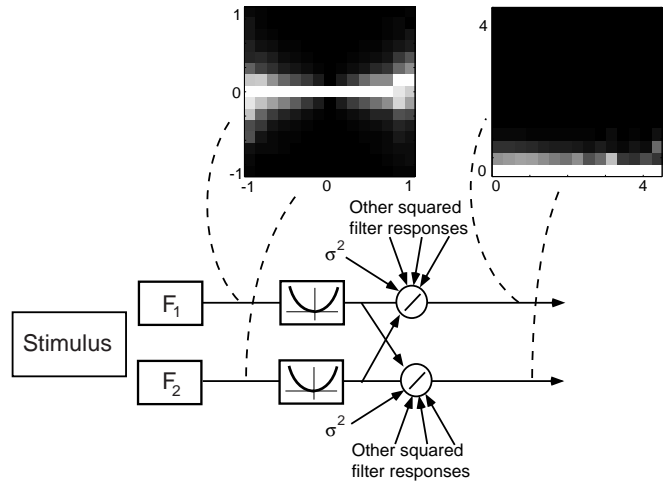 1
0
-1
-1
0
1
4
0
0
4
Other squared
filter responses
σ²
F₁
Stimulus
F₂
σ²
Other squared
filter responses